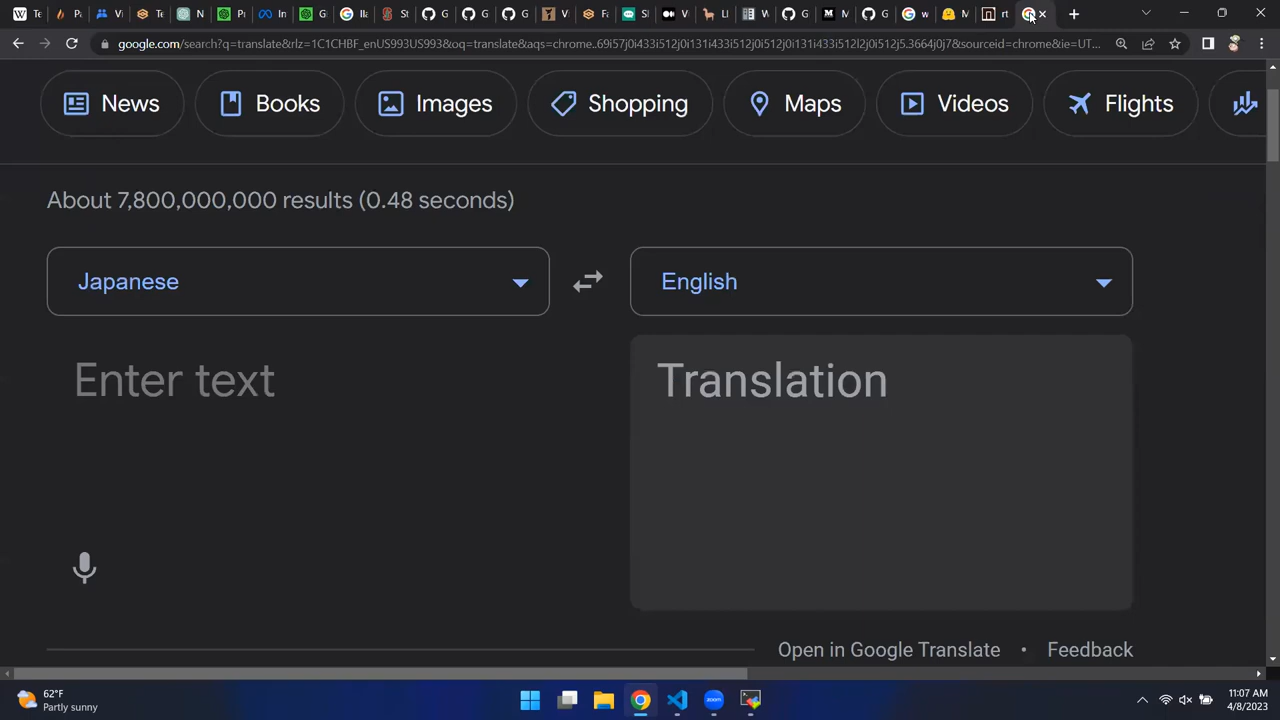 google.com/search?q=translate&rlz=1C1CHBF_enUS993US993&oq=translate&aqs=chrome..69i57j0i433i512j0i131i433i512j0i131i433i512l2j0i512j5.3664j0j7&sourceid=chrome&ie=UT...
News
Books
Images
Shopping
Maps
Videos
Flights
About 7,800,000,000 results (0.48 seconds)
Japanese
English
Enter text
Translation
Open in Google Translate • Feedback
62°F
Partly sunny
zoom
11:07 AM
4/8/2023